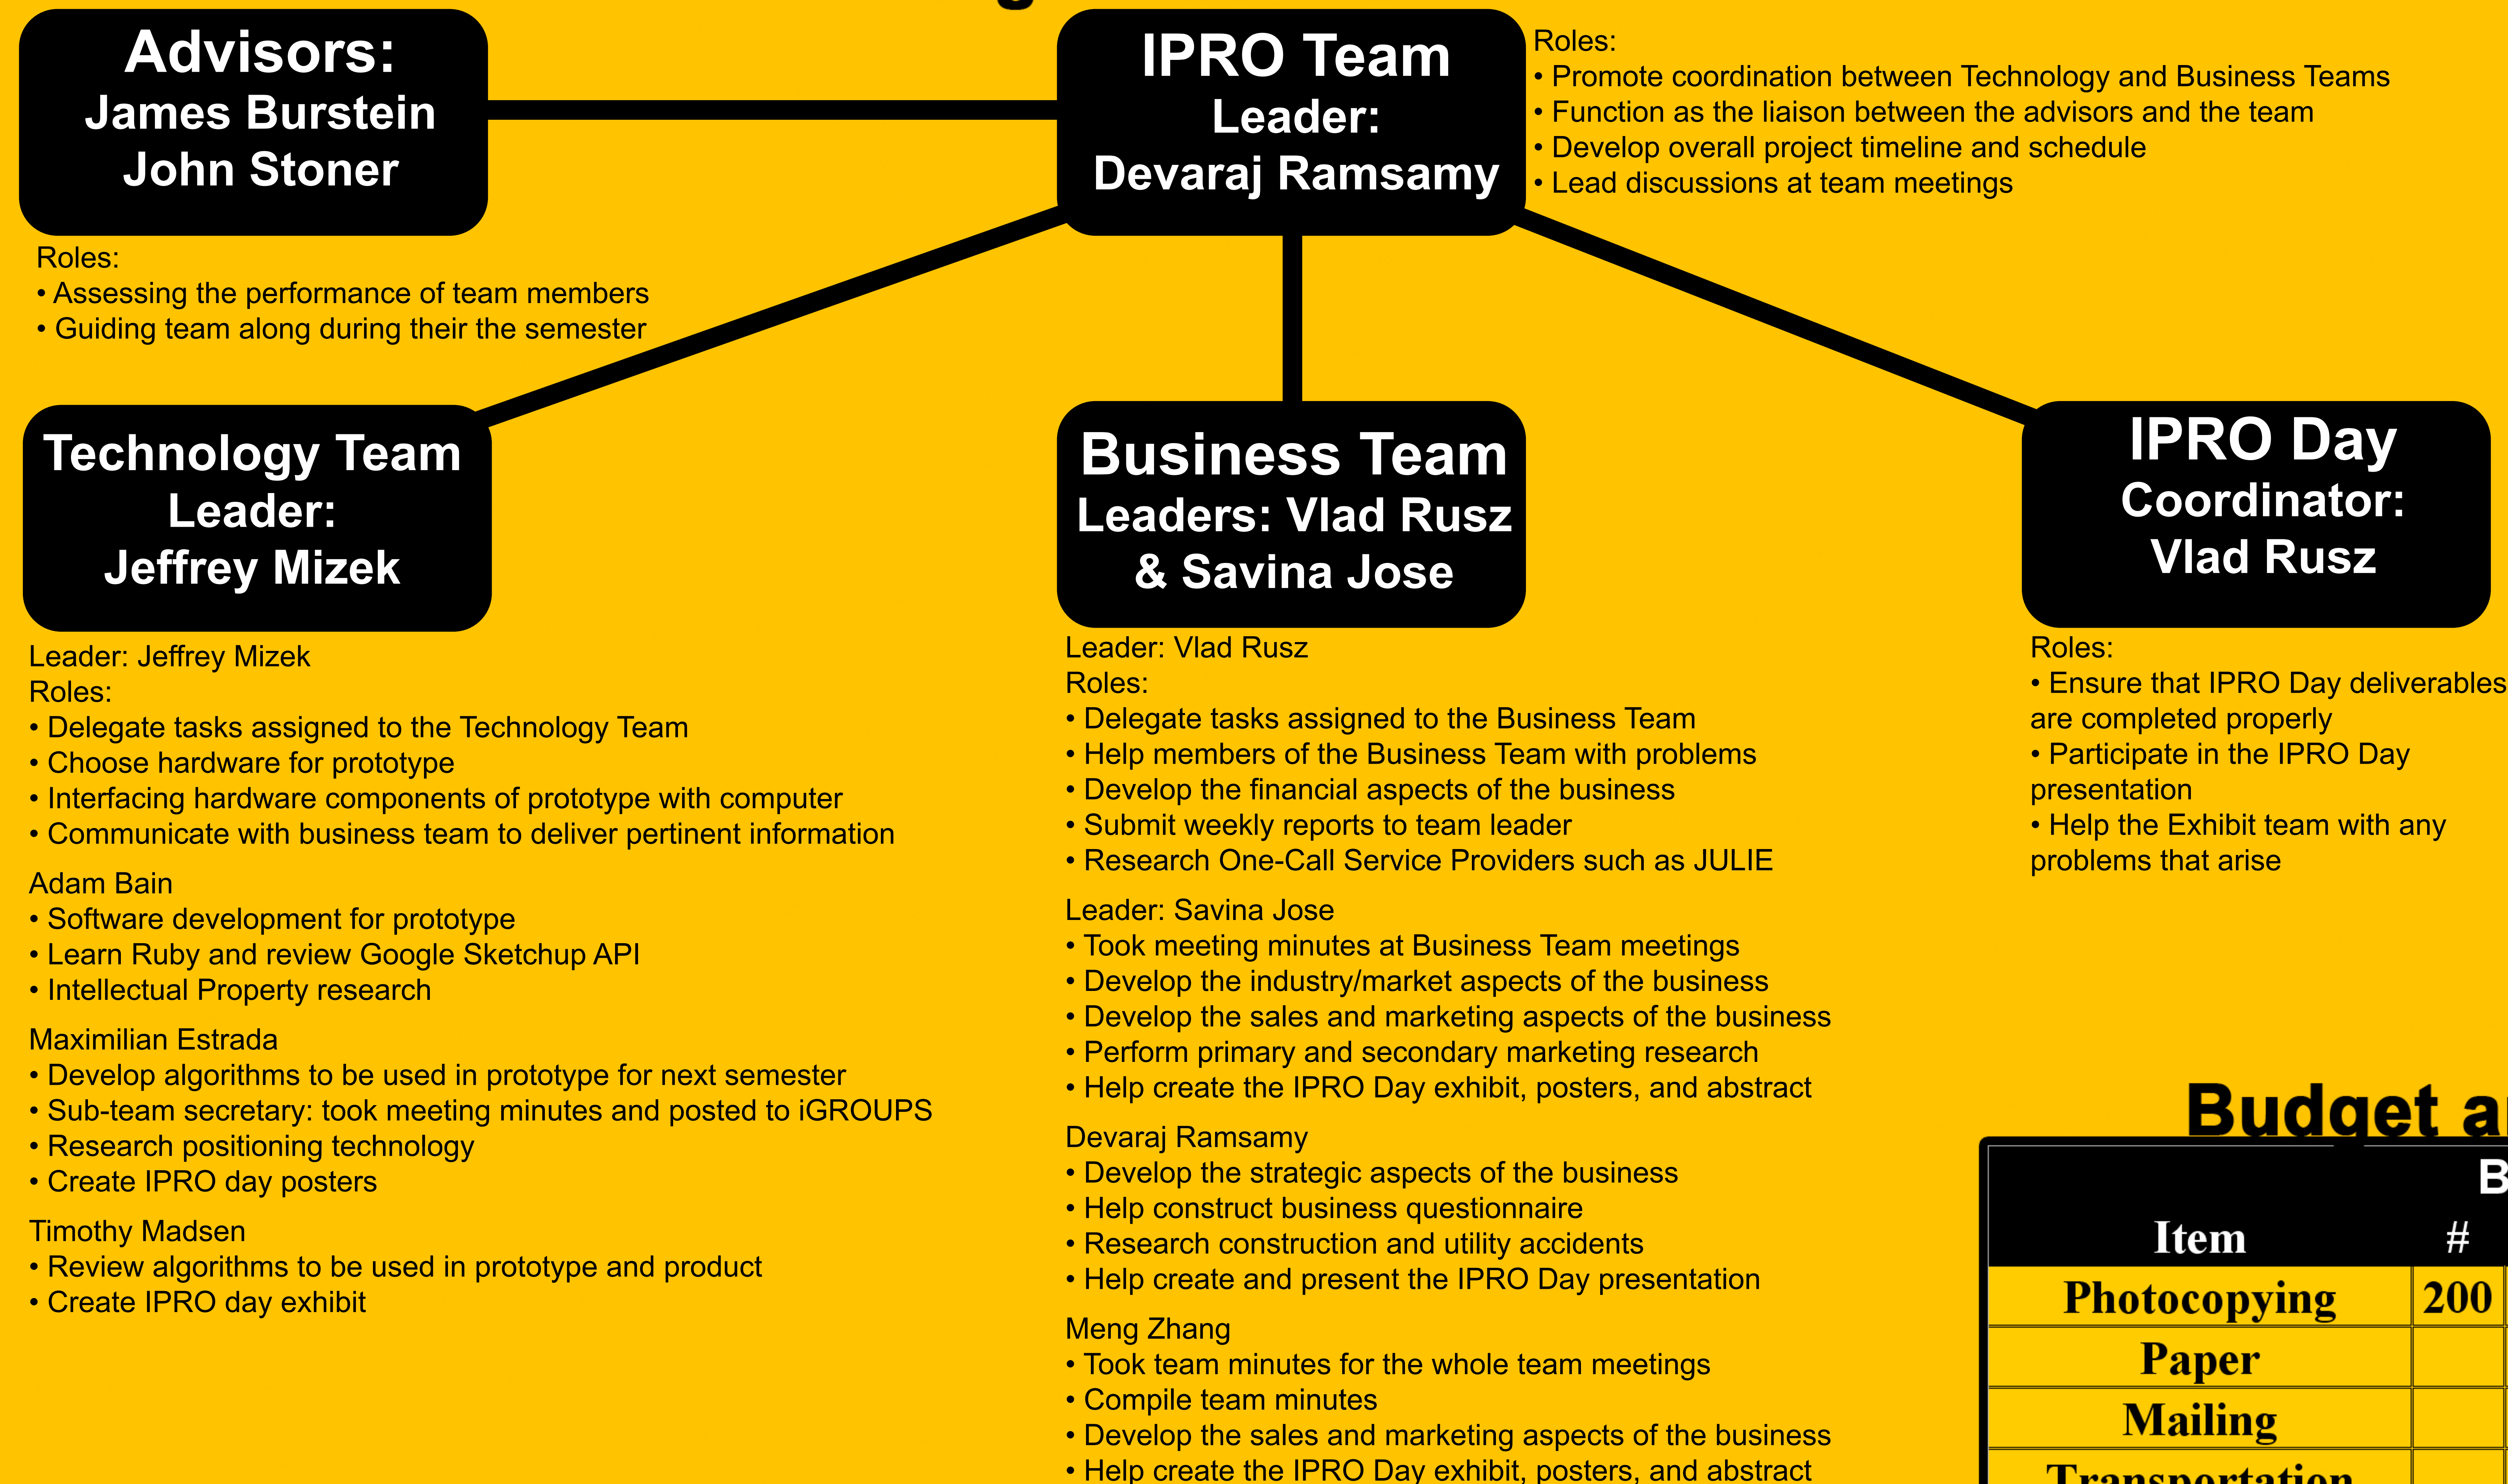 Advisors:
James Burstein
John Stoner
Roles:
• Assessing the performance of team members
• Guiding team along during their the semester
IPRO Team
Leader:
Devaraj Ramsamy
Roles:
• Promote coordination between Technology and Business Teams
• Function as the liaison between the advisors and the team
• Develop overall project timeline and schedule
• Lead discussions at team meetings
Technology Team
Leader:
Jeffrey Mizek
Leader: Jeffrey Mizek
Roles:
• Delegate tasks assigned to the Technology Team
• Choose hardware for prototype
• Interfacing hardware components of prototype with computer
• Communicate with business team to deliver pertinent information
Adam Bain
• Software development for prototype
• Learn Ruby and review Google Sketchup API
• Intellectual Property research
Maximilian Estrada
• Develop algorithms to be used in prototype for next semester
• Sub-team secretary: took meeting minutes and posted to iGROUPS
• Research positioning technology
• Create IPRO day posters
Timothy Madsen
• Review algorithms to be used in prototype and product
• Create IPRO day exhibit
Business Team
Leaders: Vlad Rusz
& Savina Jose
Leader: Vlad Rusz
Roles:
• Delegate tasks assigned to the Business Team
• Help members of the Business Team with problems
• Develop the financial aspects of the business
• Submit weekly reports to team leader
• Research One-Call Service Providers such as JULIE
Leader: Savina Jose
• Took meeting minutes at Business Team meetings
• Develop the industry/market aspects of the business
• Develop the sales and marketing aspects of the business
• Perform primary and secondary marketing research
• Help create the IPRO Day exhibit, posters, and abstract
Devaraj Ramsamy
• Develop the strategic aspects of the business
• Help construct business questionnaire
• Research construction and utility accidents
• Help create and present the IPRO Day presentation
Meng Zhang
• Took team minutes for the whole team meetings
• Compile team minutes
• Develop the sales and marketing aspects of the business
• Help create the IPRO Day exhibit, posters, and abstract
IPRO Day
Coordinator:
Vlad Rusz
Roles:
• Ensure that IPRO Day deliverables
are completed properly
• Participate in the IPRO Day
presentation
• Help the Exhibit team with any
problems that arise
Budget
Item #
Photocopying 200
Paper
Mailing
Transportation